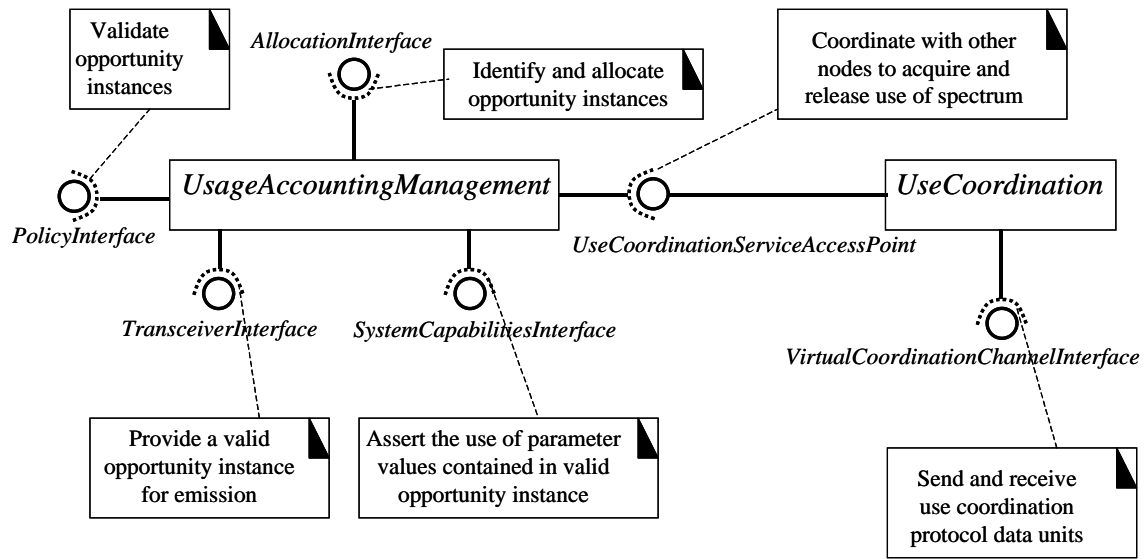 Validate
opportunity
instances
AllocationInterface
Identify and allocate
opportunity instances
Coordinate with other
nodes to acquire and
release use of spectrum
UsageAccountingManagement
UseCoordination
PolicyInterface
UseCoordinationServiceAccessPoint
TransceiverInterface
SystemCapabilitiesInterface
VirtualCoordinationChannelInterface
Provide a valid
opportunity instance
for emission
Assert the use of parameter
values contained in valid
opportunity instance
Send and receive
use coordination
protocol data units